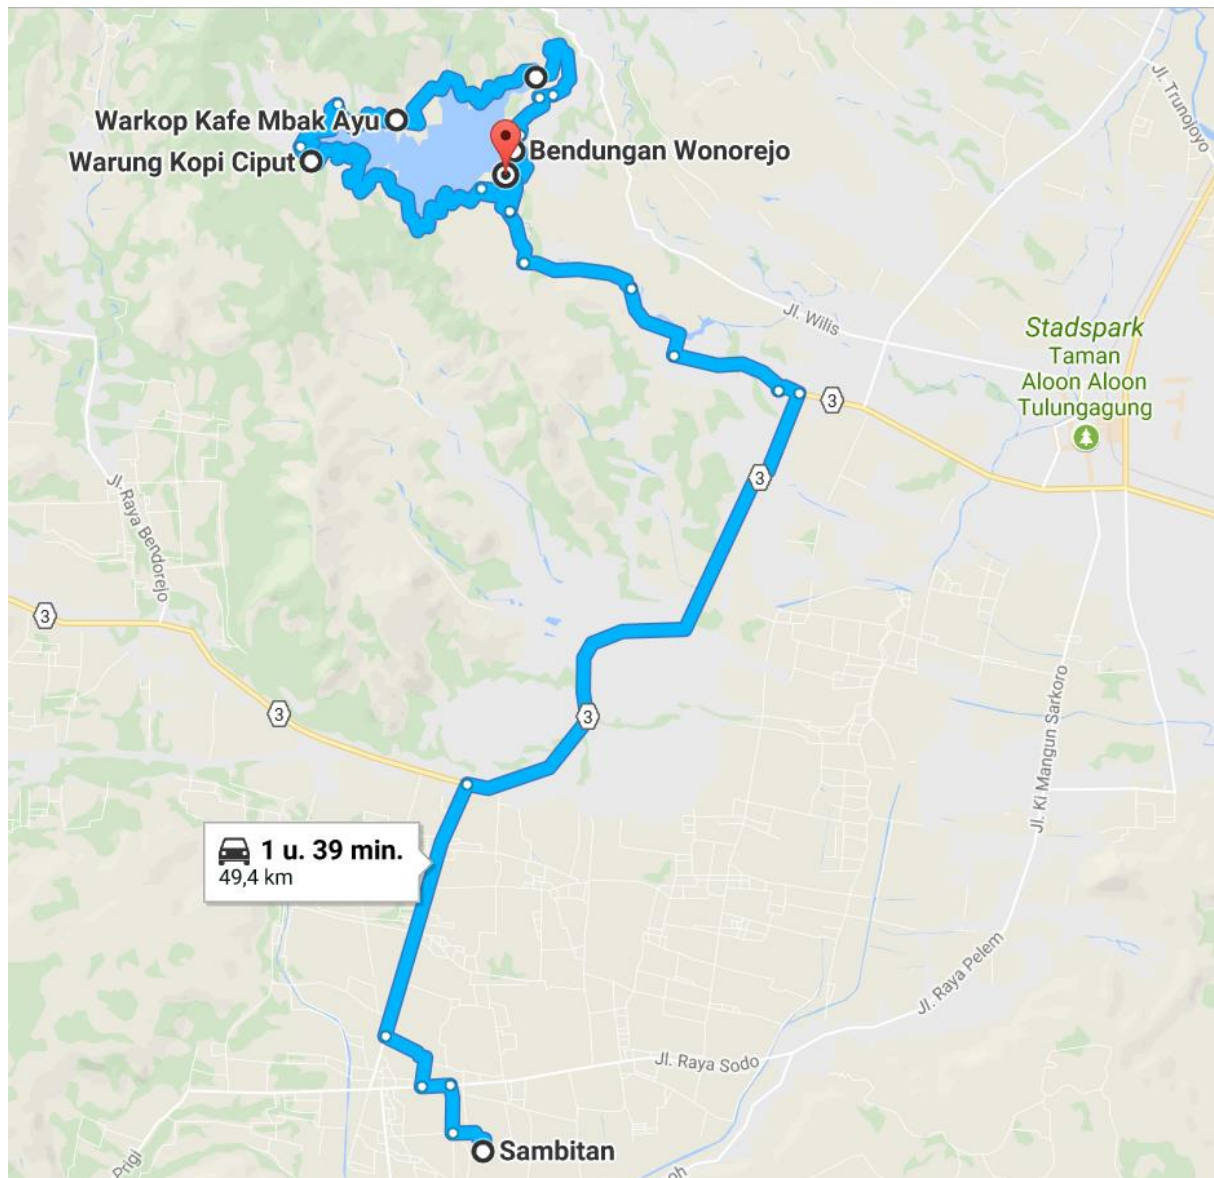 Jl. Trunojoyo
Warkop Kafe Mbak Ayu
Warung Kopi Ciput
Bendungan Wonorejo
Jl. Wilis
Stadspark
Taman
Aloon Aloon
Tulungagung
3
3
Jl. Raya Bendorejo
3
3
3
Jl. Ki Mangun Sarkoro
1 u. 39 min.
49,4 km
Jl. Raya Pelem
Jl. Raya Sodo
Sambitan
Prigi
oh